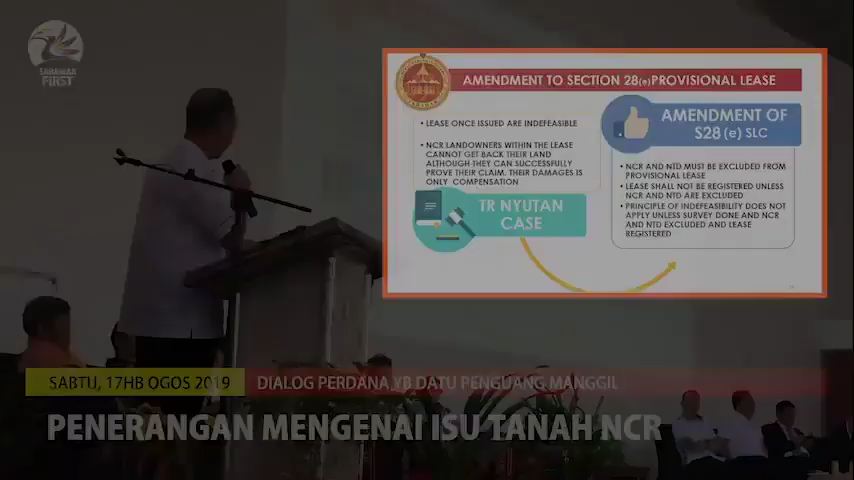 SARAWAK
FIRST
AMENDMENT TO SECTION 28(e)PROVISIONAL LEASE
• LEASE ONCE ISSUED ARE INDEFEASIBLE
• NCR LANDOWNERS WITHIN THE LEASE
CANNOT GET BACK THEIR LAND
ALTHOUGH THEY CAN SUCCESSFULLY
PROVE THEIR CLAIM. THEIR DAMAGES IS
ONLY COMPENSATION
TR NYUTAN
CASE
AMENDMENT OF
S28 (e) SLC
• NCR AND NTD MUST BE EXCLUDED FROM
PROVISIONAL LEASE
• LEASE SHALL NOT BE REGISTERED UNLESS
NCR AND NTD ARE EXCLUDED
• PRINCIPLE OF INDEFEASIBILITY DOES NOT
APPLY UNLESS SURVEY DONE AND NCR
AND NTD EXCLUDED AND LEASE
REGISTERED
SABTU, 17HB OGOS 2019
DIALOG PERDANA YB DATU PENGUANG MANGGIL
PENERANGAN MENGENAI ISU TANAH NCR